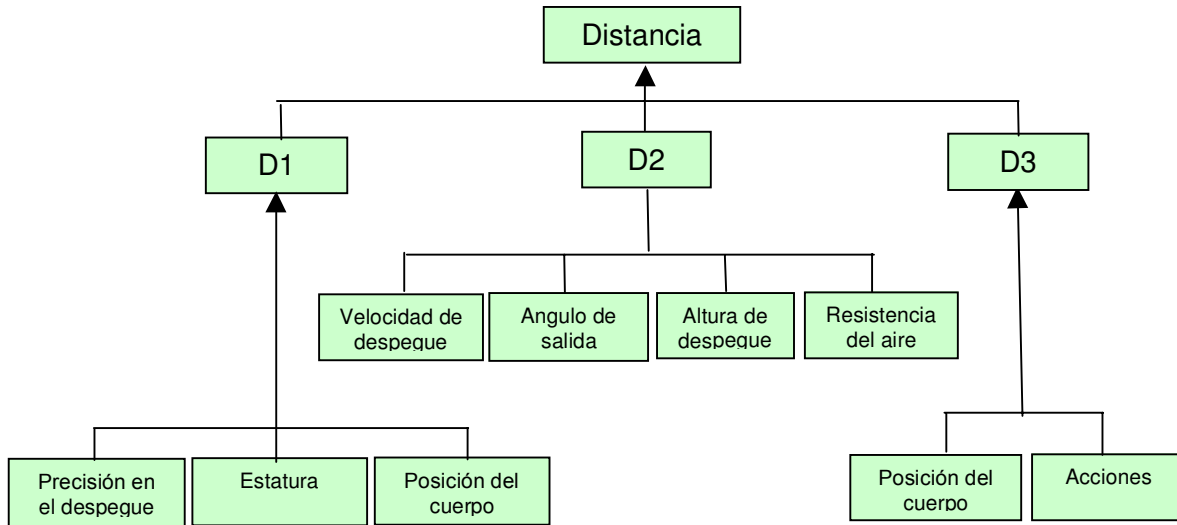 Distancia
D1
D2
D3
Velocidad de
despegue
Angulo de
salida
Altura de
despegue
Resistencia
del aire
Precisión en
el despegue
Estatura
Posición del
cuerpo
Posición del
cuerpo
Acciones